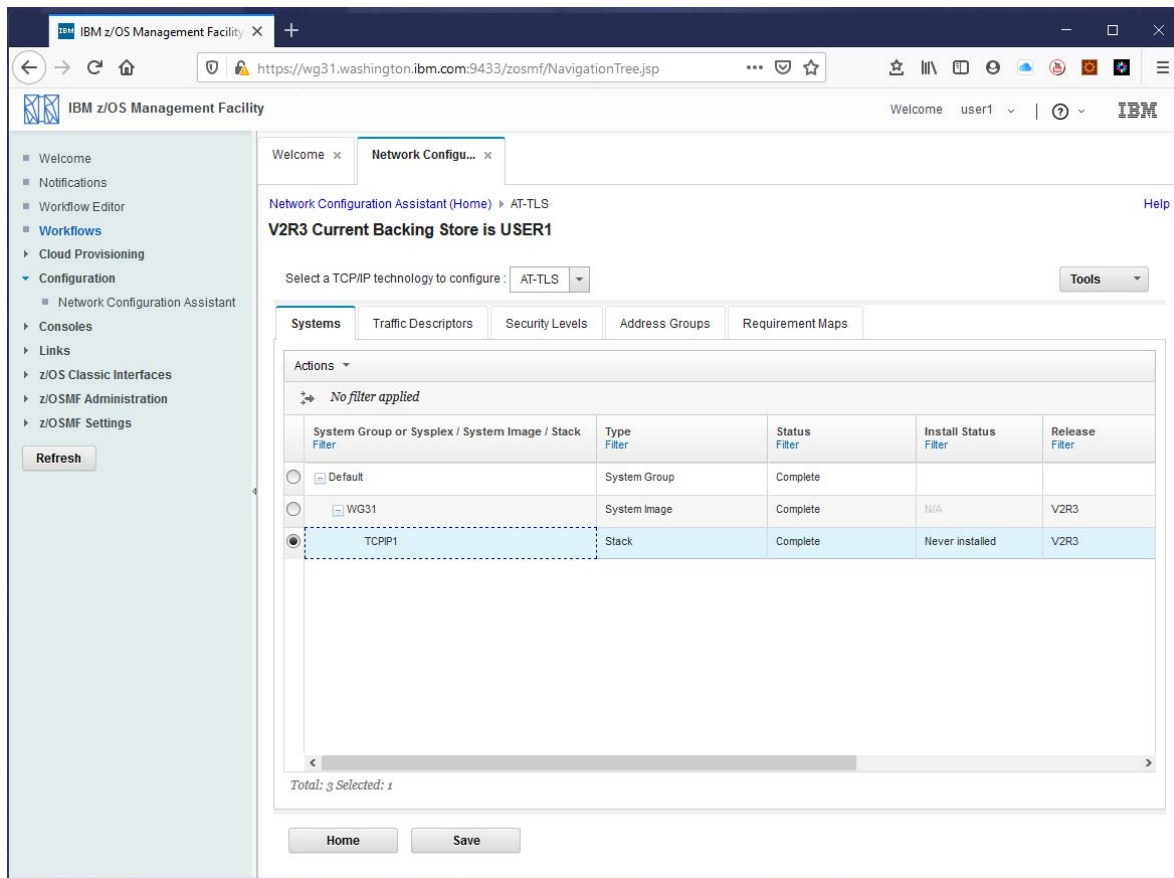 IBM IBM z/OS Management Facility
https://wg31.washington.ibm.com:9433/zosmf/NavigationTree.jsp
IBM z/OS Management Facility
Welcome user1
IBM
Welcome
Notifications
Workflow Editor
Workflows
Cloud Provisioning
Configuration
Network Configuration Assistant
Consoles
Links
z/OS Classic Interfaces
z/OSMF Administration
z/OSMF Settings
Refresh
Welcome
Network Configu...
Network Configuration Assistant (Home) AT-TLS
Help
V2R3 Current Backing Store is USER1
Select a TCP/IP technology to configure : AT-TLS
Tools
Systems Traffic Descriptors Security Levels Address Groups Requirement Maps
Actions
No filter applied
System Group or Sysplex / System Image / Stack Type Status Install Status Release
Filter Filter Filter Filter Filter
Default System Group Complete
WG31 System Image Complete N/A V2R3
TCPIP1 Stack Complete Never installed V2R3
Total: 3 Selected: 1
Home Save